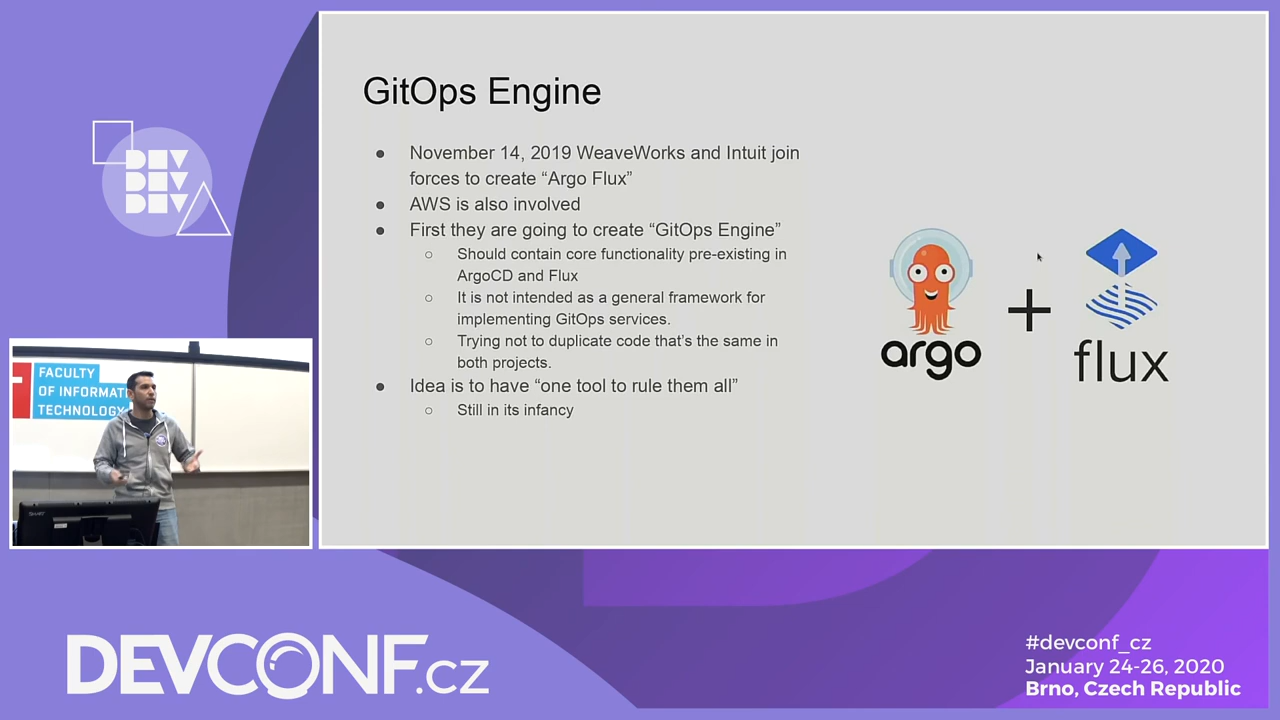 GitOps Engine
● November 14, 2019 WeaveWorks and Intuit join
forces to create “Argo Flux”
● AWS is also involved
● First they are going to create “GitOps Engine”
○ Should contain core functionality pre-existing in
ArgoCD and Flux
○ It is not intended as a general framework for
implementing GitOps services.
○ Trying not to duplicate code that’s the same in
both projects.
● Idea is to have “one tool to rule them all”
○ Still in its infancy
argo
+
flux
DEV
DEV
DEV
FACULTY
OF INFORMAT
TECHNOLOGY
DEVCONF.cz
#devconf_cz
January 24-26, 2020
Brno, Czech Republic